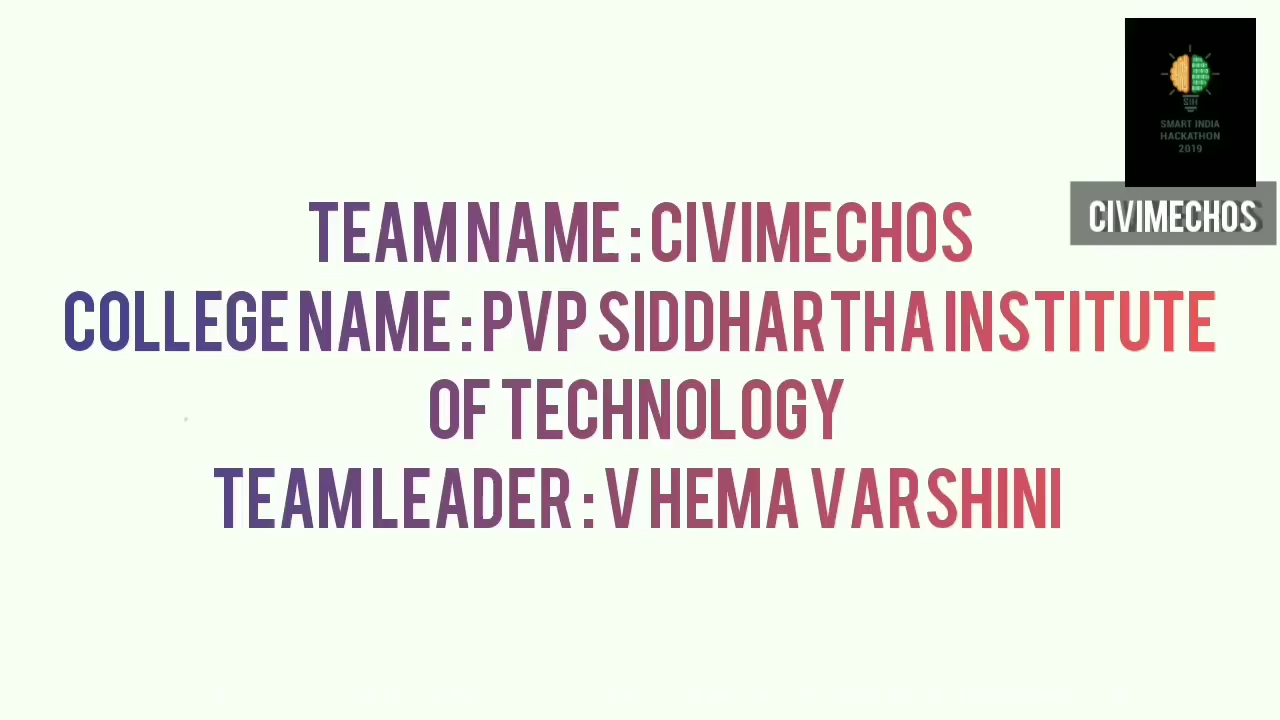 SIH
SMART INDIA
HACKATHON
2019
CIVIMECHOS
TEAM NAME : CIVIMECHOS
COLLEGE NAME : PVP SIDDHARTHA INSTITUTE
OF TECHNOLOGY
TEAM LEADER : V HEMA VARSHINI